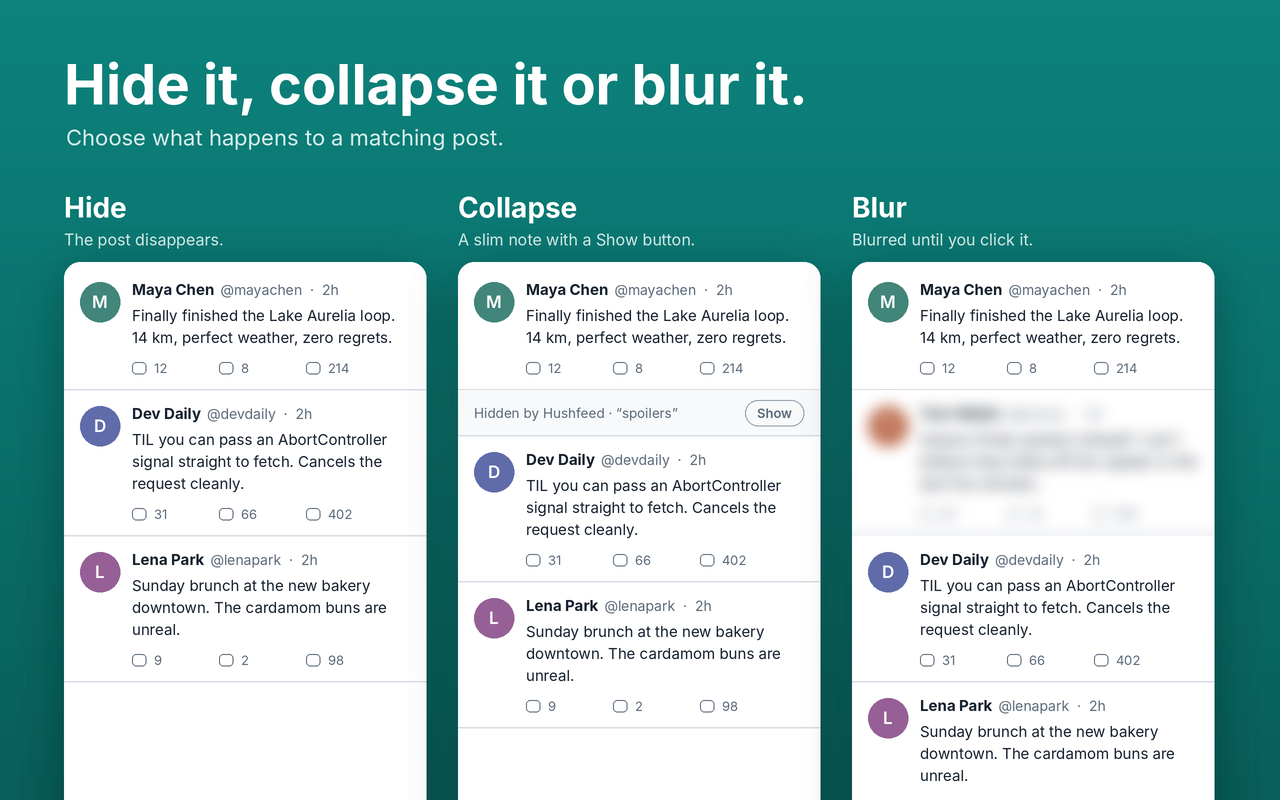 Hide it, collapse it or blur it.
Choose what happens to a matching post.
Hide
The post disappears.
M
Maya Chen @mayachen · 2h
Finally finished the Lake Aurelia loop.
14 km, perfect weather, zero regrets.
12 8 214
D
Dev Daily @devdaily · 2h
TIL you can pass an AbortController
signal straight to fetch. Cancels the
request cleanly.
31 66 402
L
Lena Park @lenapark · 2h
Sunday brunch at the new bakery
downtown. The cardamom buns are
unreal.
9 2 98
Collapse
A slim note with a Show button.
M
Maya Chen @mayachen · 2h
Finally finished the Lake Aurelia loop.
14 km, perfect weather, zero regrets.
12 8 214
Hidden by Hushfeed · “spoilers” Show
D
Dev Daily @devdaily · 2h
TIL you can pass an AbortController
signal straight to fetch. Cancels the
request cleanly.
31 66 402
L
Lena Park @lenapark · 2h
Sunday brunch at the new bakery
downtown. The cardamom buns are
unreal.
9 2 98
Blur
Blurred until you click it.
M
Maya Chen @mayachen · 2h
Finally finished the Lake Aurelia loop.
14 km, perfect weather, zero regrets.
12 8 214
D
Dev Daily @devdaily · 2h
TIL you can pass an AbortController
signal straight to fetch. Cancels the
request cleanly.
31 66 402
L
Lena Park @lenapark · 2h
Sunday brunch at the new bakery
downtown. The cardamom buns are
unreal.